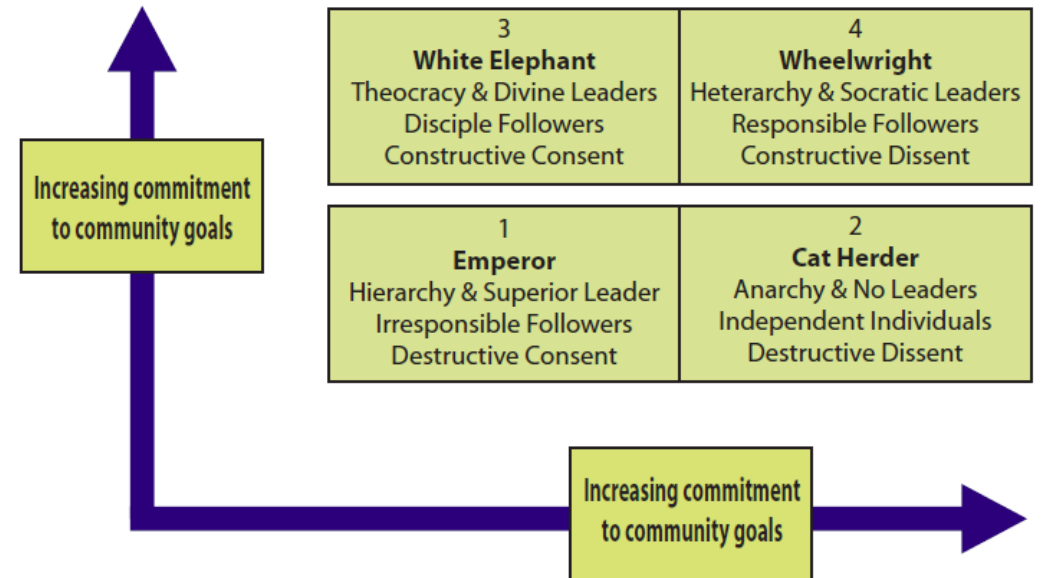 3
White Elephant
Theocracy & Divine Leaders
Disciple Followers
Constructive Consent
4
Wheelwright
Heterarchy & Socratic Leaders
Responsible Followers
Constructive Dissent
Increasing commitment
to community goals
1
Emperor
Hierarchy & Superior Leader
Irresponsible Followers
Destructive Consent
2
Cat Herder
Anarchy & No Leaders
Independent Individuals
Destructive Dissent
Increasing commitment
to community goals